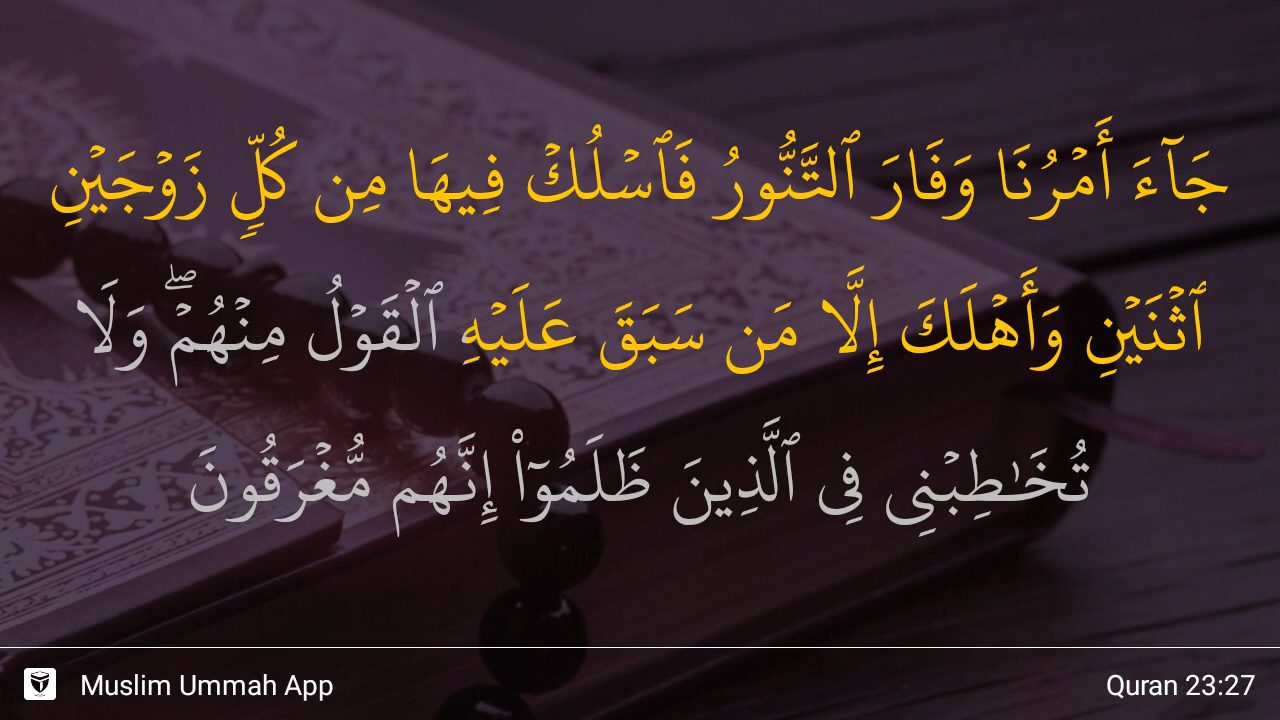 جَآءَ أَمْرُنَا وَفَارَ ٱلتَّنُّورُ فَٱسْلُكْ فِيهَا مِن كُلٍّ زَوْجَيْنِ
ٱثْنَيْنِ وَأَهْلَكَ إِلَّا مَن سَبَقَ عَلَيْهِ ٱلْقَوْلُ مِنْهُمْ ۖ وَلَا
تُخَـٰطِبْنِى فِى ٱلَّذِينَ ظَلَمُوٓا۟ إِنَّهُم مُّغْرَقُونَ
Muslim Ummah App
Quran 23:27